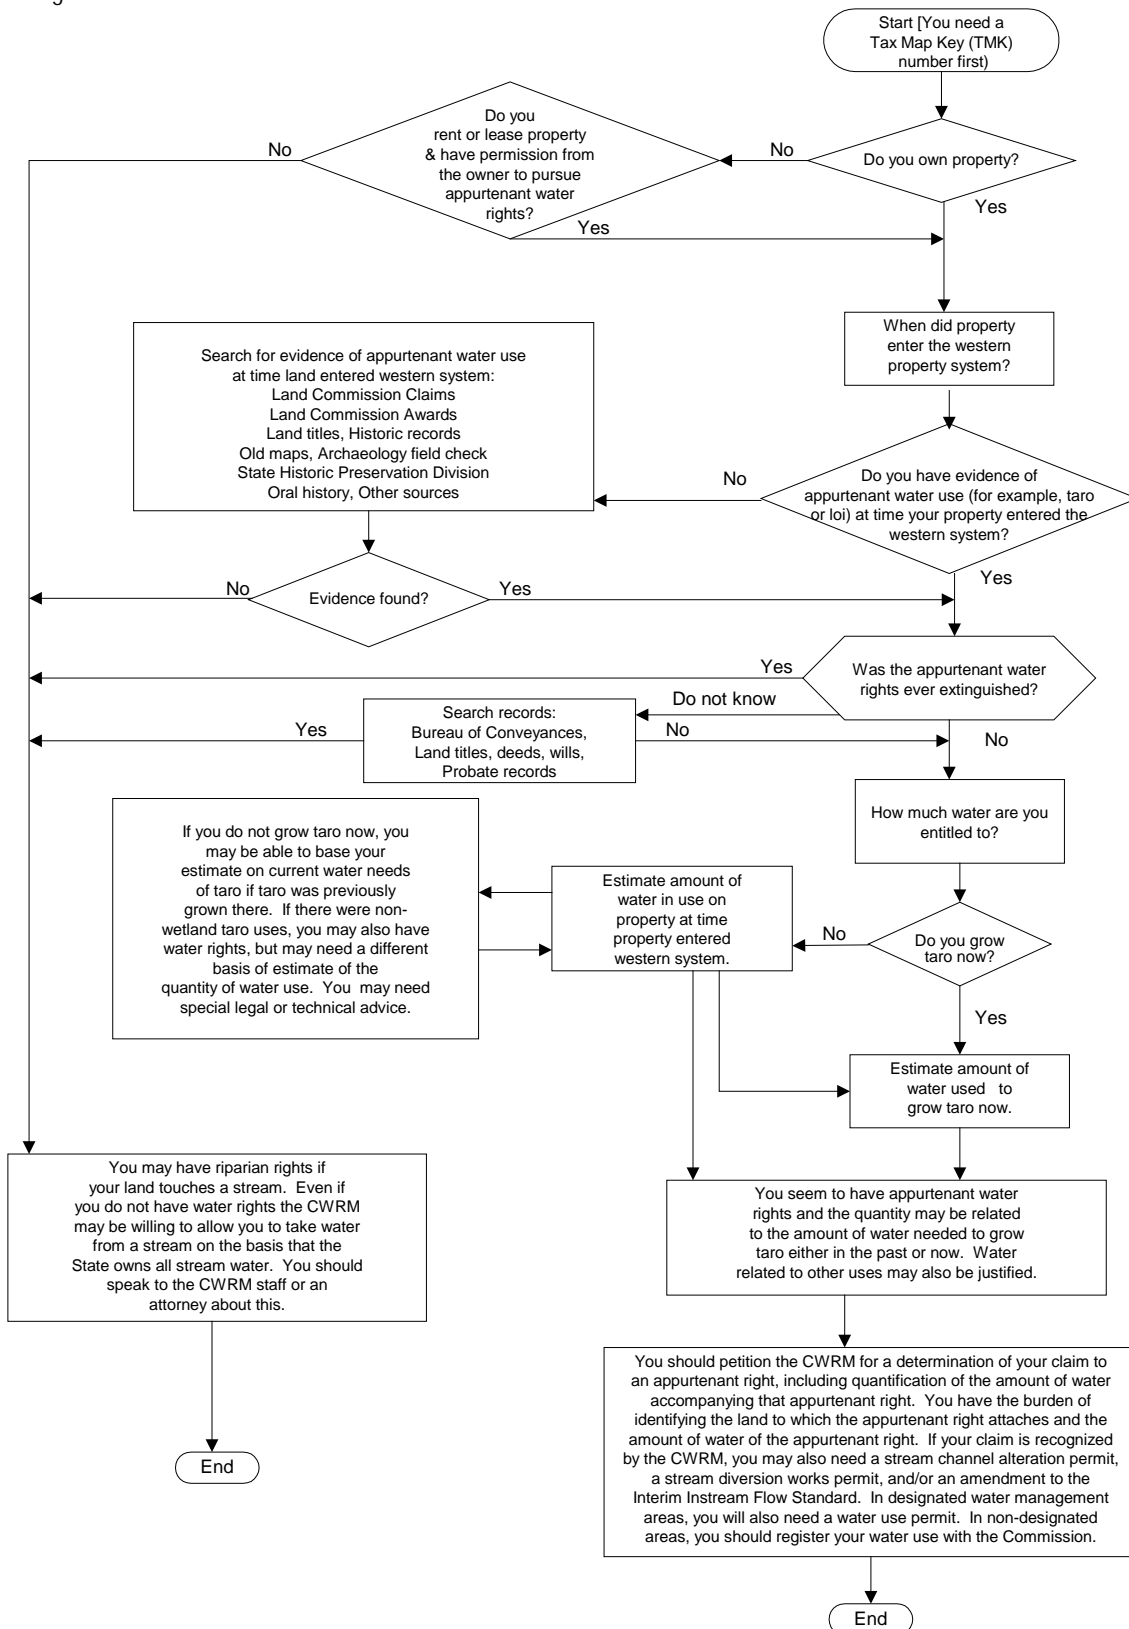 Start [You need a
Tax Map Key (TMK)
number first)
Do you
rent or lease property
& have permission from
the owner to pursue
appurtenant water
rights?
No
No
Do you own property?
Yes
Yes
When did property
enter the western
property system?
Search for evidence of appurtenant water use
at time land entered western system:
Land Commission Claims
Land Commission Awards
Land titles, Historic records
Old maps, Archaeology field check
State Historic Preservation Division
Oral history, Other sources
No
Do you have evidence of
appurtenant water use (for example, taro
or loi) at time your property entered the
western system?
Yes
No
Evidence found?
Yes
Yes
Was the appurtenant water
rights ever extinguished?
Do not know
Yes
Search records:
Bureau of Conveyances,
Land titles, deeds, wills,
Probate records
No
No
How much water are you
entitled to?
If you do not grow taro now, you
may be able to base your
estimate on current water needs
of taro if taro was previously
grown there. If there were non-
wetland taro uses, you may also have
water rights, but may need a different
basis of estimate of the
quantity of water use. You may need
special legal or technical advice.
Estimate amount of
water in use on
property at time
property entered
western system.
No
Do you grow
taro now?
Yes
Estimate amount of
water used to
grow taro now.
You may have riparian rights if
your land touches a stream. Even if
you do not have water rights the CWRM
may be willing to allow you to take water
from a stream on the basis that the
State owns all stream water. You should
speak to the CWRM staff or an
attorney about this.
You seem to have appurtenant water
rights and the quantity may be related
to the amount of water needed to grow
taro either in the past or now. Water
related to other uses may also be justified.
You should petition the CWRM for a determination of your claim to
an appurtenant right, including quantification of the amount of water
accompanying that appurtenant right. You have the burden of
identifying the land to which the appurtenant right attaches and the
amount of water of the appurtenant right. If your claim is recognized
by the CWRM, you may also need a stream channel alteration permit,
a stream diversion works permit, and/or an amendment to the
Interim Instream Flow Standard. In designated water management
areas, you will also need a water use permit. In non-designated
areas, you should register your water use with the Commission.
End
End